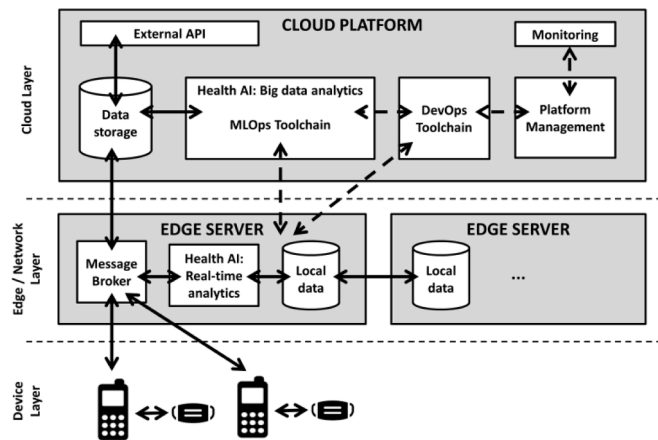 CLOUD PLATFORM
External API
Monitoring
Cloud Layer
Data
storage
Health AI: Big data analytics
MLOps Toolchain
DevOps
Toolchain
Platform
Management
Edge / Network
Layer
EDGE SERVER
Message
Broker
Health AI:
Real-time
analytics
Local
data
EDGE SERVER
Local
data
...
Device
Layer